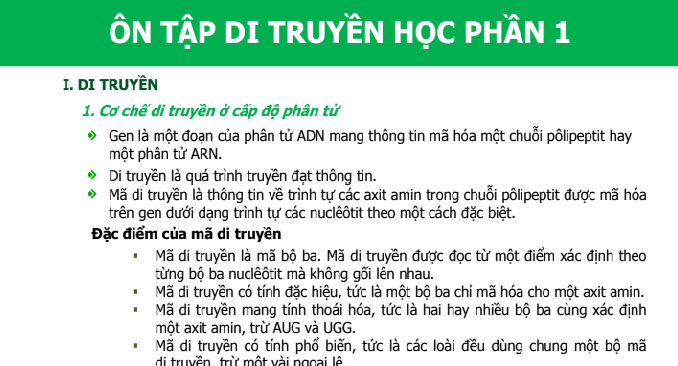 ÔN TẬP DI TRUYỀN HỌC PHẦN 1
I. DI TRUYỀN
1. Cơ chế di truyền ở cấp độ phân tử
Gen là một đoạn của phân tử ADN mang thông tin mã hóa một chuỗi pôlipeptit hay
một phân tử ARN.
Di truyền là quá trình truyền đạt thông tin.
Mã di truyền là thông tin về trình tự các axit amin trong chuỗi pôlipeptit được mã hóa
trên gen dưới dạng trình tự các nuclêôtit theo một cách đặc biệt.
Đặc điểm của mã di truyền
Mã di truyền là mã bộ ba. Mã di truyền được đọc từ một điểm xác định theo
từng bộ ba nuclêôtit mà không gối lên nhau.
Mã di truyền có tính đặc hiệu, tức là một bộ ba chỉ mã hóa cho một axit amin.
Mã di truyền mang tính thoái hóa, tức là hai hay nhiều bộ ba cùng xác định
một axit amin, trừ AUG và UGG.
Mã di truyền có tính phổ biến, tức là các loài đều dùng chung một bộ mã
di truyền, trừ một vài ngoại lệ.